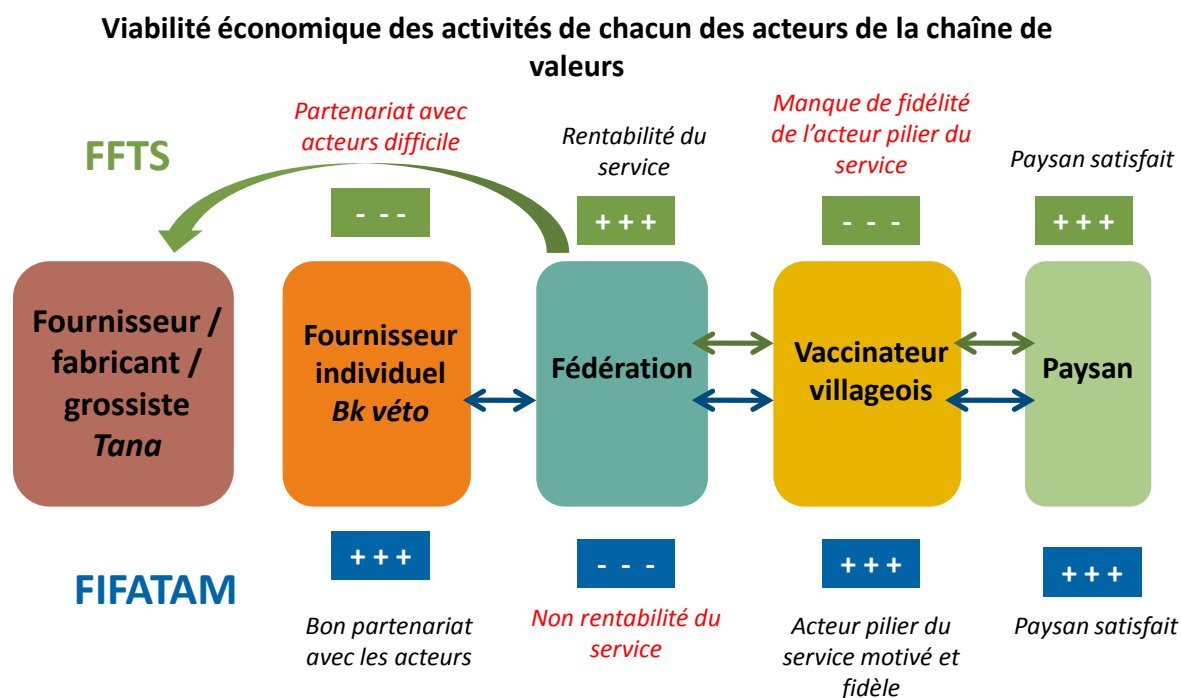 Viabilité économique des activités de chacun des acteurs de la chaîne de
valeurs
FFTS
Partenariat avec
acteurs difficile
- - -
Rentabilité du
service
+ + +
Manque de fidélité
de l’acteur pilier du
service
- - -
Paysan satisfait
+ + +
Fournisseur /
fabricant /
grossiste
Tana
Fournisseur
individuel
Bk véto
Fédération
Vaccinateur
villageois
Paysan
FIFATAM
+ + +
Bon partenariat
avec les acteurs
- - -
Non rentabilité du
service
+ + +
Acteur pilier du
service motivé et
fidèle
+ + +
Paysan satisfait